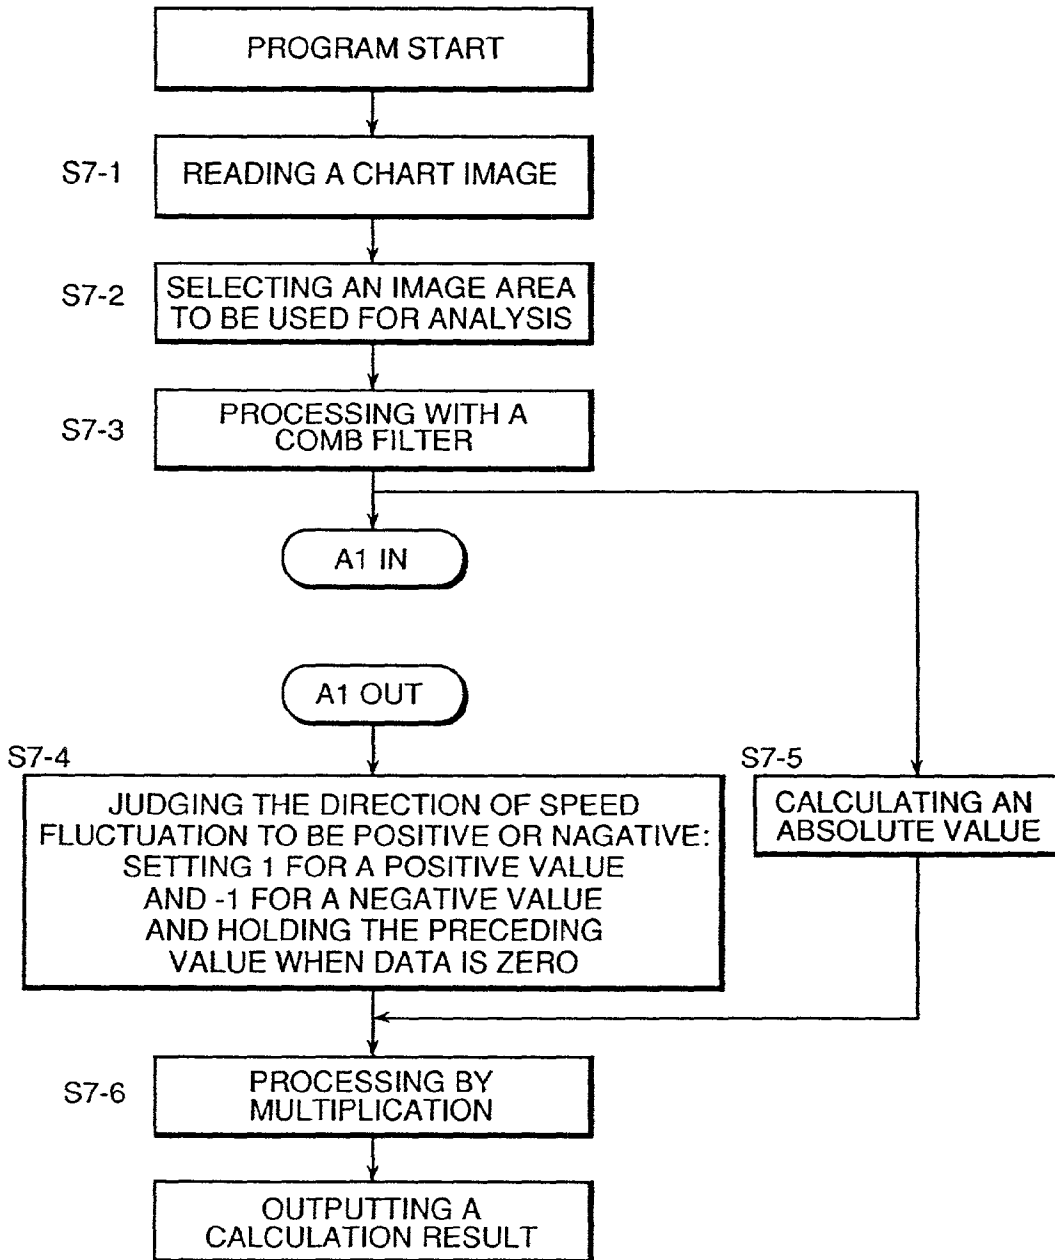 PROGRAM START
S7-1
READING A CHART IMAGE
S7-2
SELECTING AN IMAGE AREA
TO BE USED FOR ANALYSIS
S7-3
PROCESSING WITH A
COMB FILTER
A1 IN
A1 OUT
S7-4
JUDGING THE DIRECTION OF SPEED
FLUCTUATION TO BE POSITIVE OR NAGATIVE:
SETTING 1 FOR A POSITIVE VALUE
AND -1 FOR A NEGATIVE VALUE
AND HOLDING THE PRECEDING
VALUE WHEN DATA IS ZERO
S7-5
CALCULATING AN
ABSOLUTE VALUE
S7-6
PROCESSING BY
MULTIPLICATION
OUTPUTTING A
CALCULATION RESULT